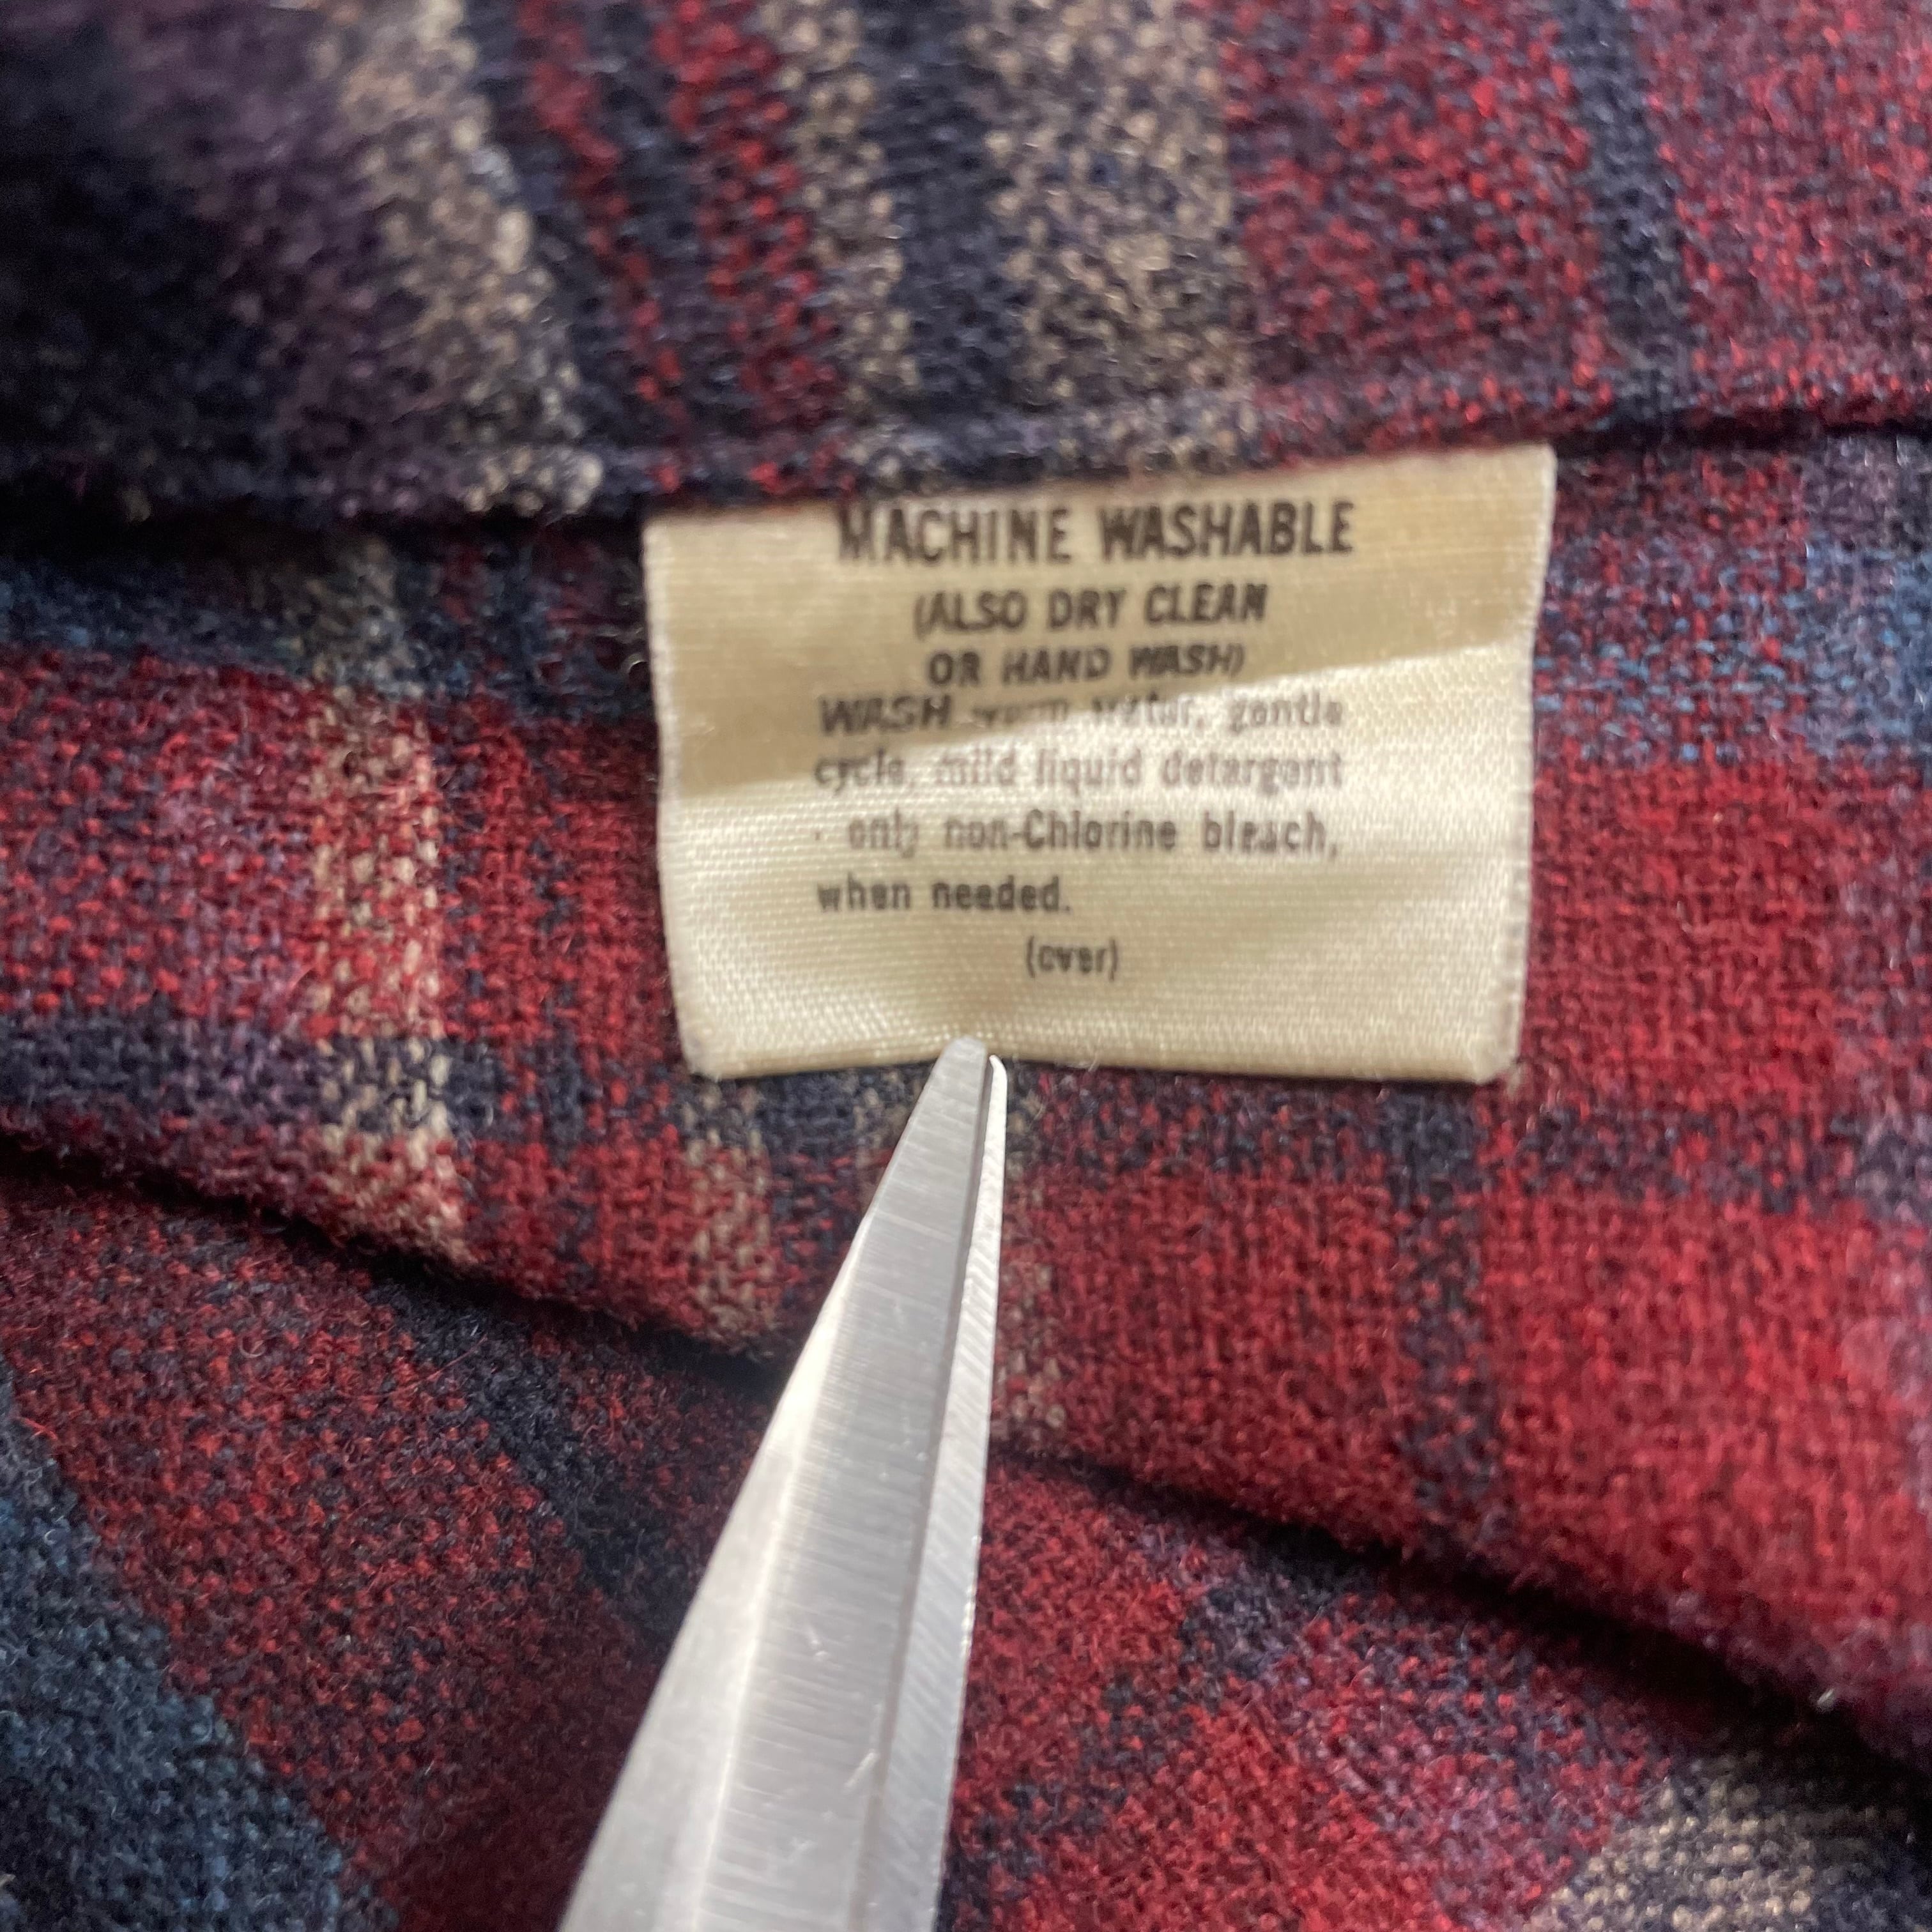 MACHINE WASHABLE
(ALSO DRY CLEAN
OR HAND WASH)
WASH warm water, gentle
cycle, mild liquid detergent
· only non-Chlorine bleach,
when needed.
(over)